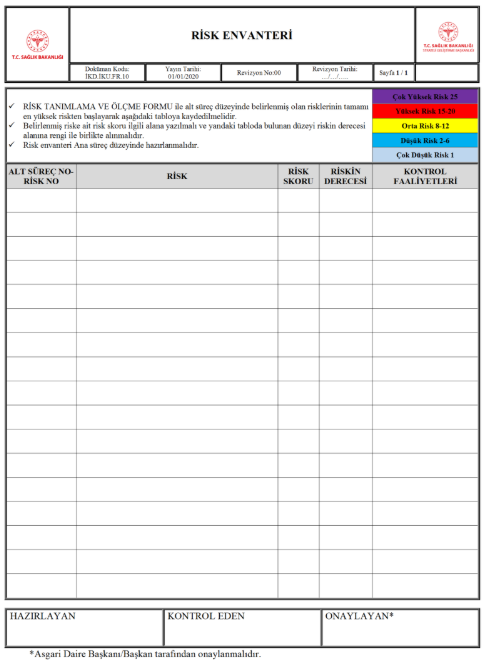 RİSK ENVANTERİ
T.C. SAĞLIK BAKANLIĞI
T.C. SAĞLIK BAKANLIĞI
Doküman Kodu:
İKD.İKU.FR.10
Yayın Tarihi:
01/01/2020
Revizyon No:00
Revizyon Tarihi:
.../.../......
Sayfa 1 / 1
✓ RİSK TANIMLAMA VE ÖLÇME FORMU ile alt süreç düzeyinde belirlenmiş olan risklerinin tamamı
en yüksek riskten başlayarak aşağıdaki tabloya kaydedilmelidir.
✓ Belirlenmiş riske ait risk skoru ilgili alana yazılmalı ve yandaki tabloda bulunan düzeyi riskin derecesi
alanına rengi ile birlikte alınmalıdır.
✓ Risk envanteri Ana süreç düzeyinde hazırlanmalıdır.
Çok Yüksek Risk 25
Yüksek Risk 15-20
Orta Risk 8-12
Düşük Risk 2-6
Çok Düşük Risk 1
ALT SÜREÇ NO-
RİSK NO
RİSK
RİSK
SKORU
RİSKİN
DERECESİ
KONTROL
FAALİYETLERİ
HAZIRLAYAN
KONTROL EDEN
ONAYLAYAN*
*Asgari Daire Başkanı/Başkan tarafından onaylanmalıdır.